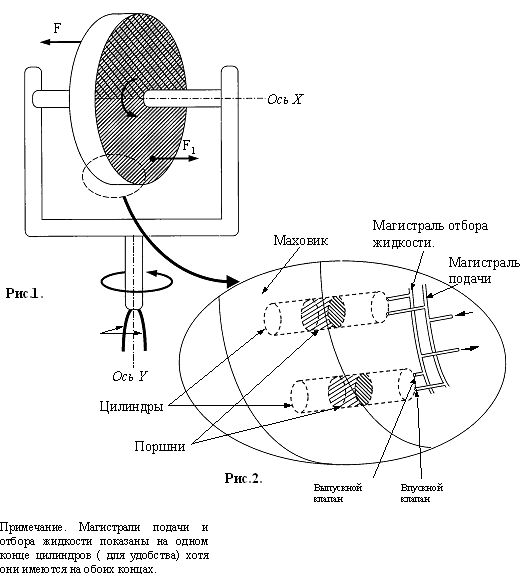 F
Ось X
F1
Рис.1.
Ось Y
Маховик
Магистраль отбора
жидкости.
Магистраль
подачи
Цилиндры
Поршни
Рис.2.
Выпускной
клапан
Впускной
клапан
Примечание. Магистрали подачи и
отбора жидкости показаны на одном
конце цилиндров ( для удобства) хотя
они имеются на обоих концах.